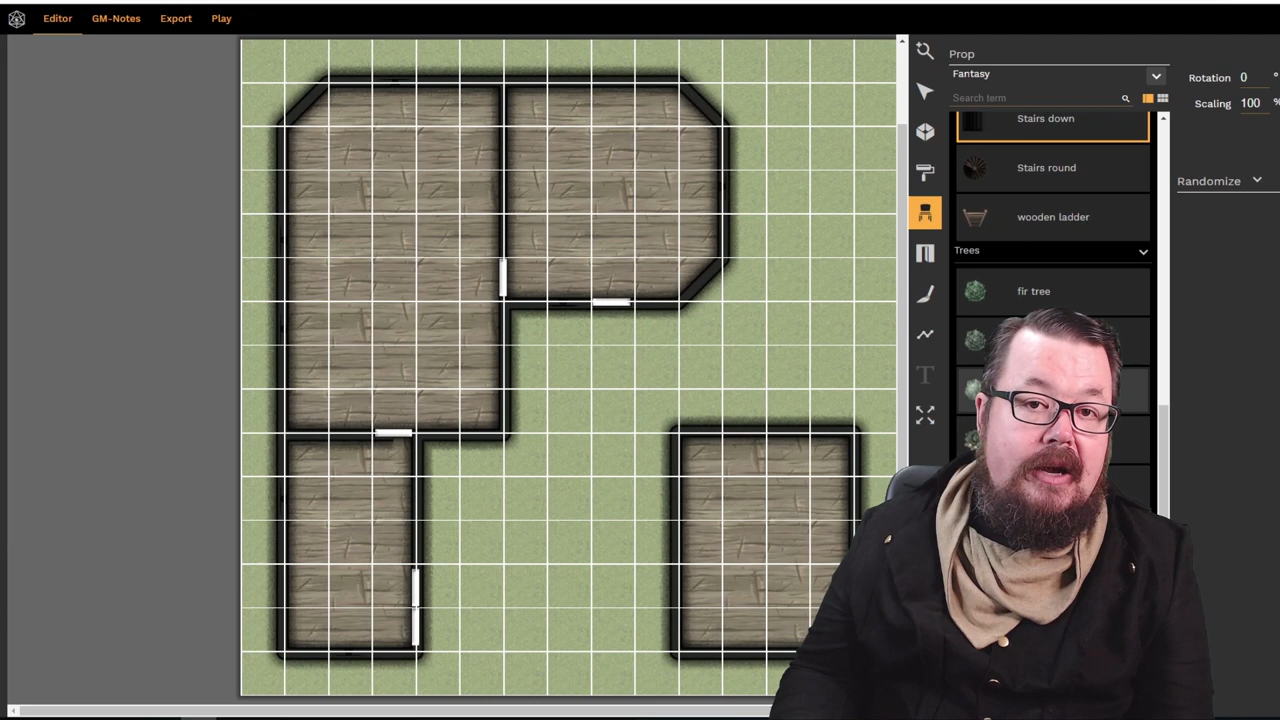 Editor GM-Notes Export Play
Prop
Fantasy
Rotation 0 °
Search term
Scaling 100 %
Stairs down
Stairs round
Randomize
wooden ladder
Trees
fir tree
T